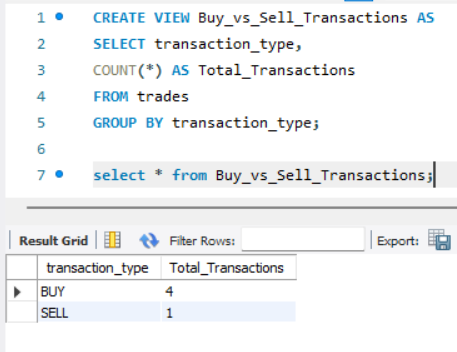 1 CREATE VIEW Buy_vs_Sell_Transactions AS
2 SELECT transaction_type,
3 COUNT(*) AS Total_Transactions
4 FROM trades
5 GROUP BY transaction_type;
6
7 select * from Buy_vs_Sell_Transactions;
Result Grid Filter Rows: Export:
transaction_type Total_Transactions
BUY 4
SELL 1